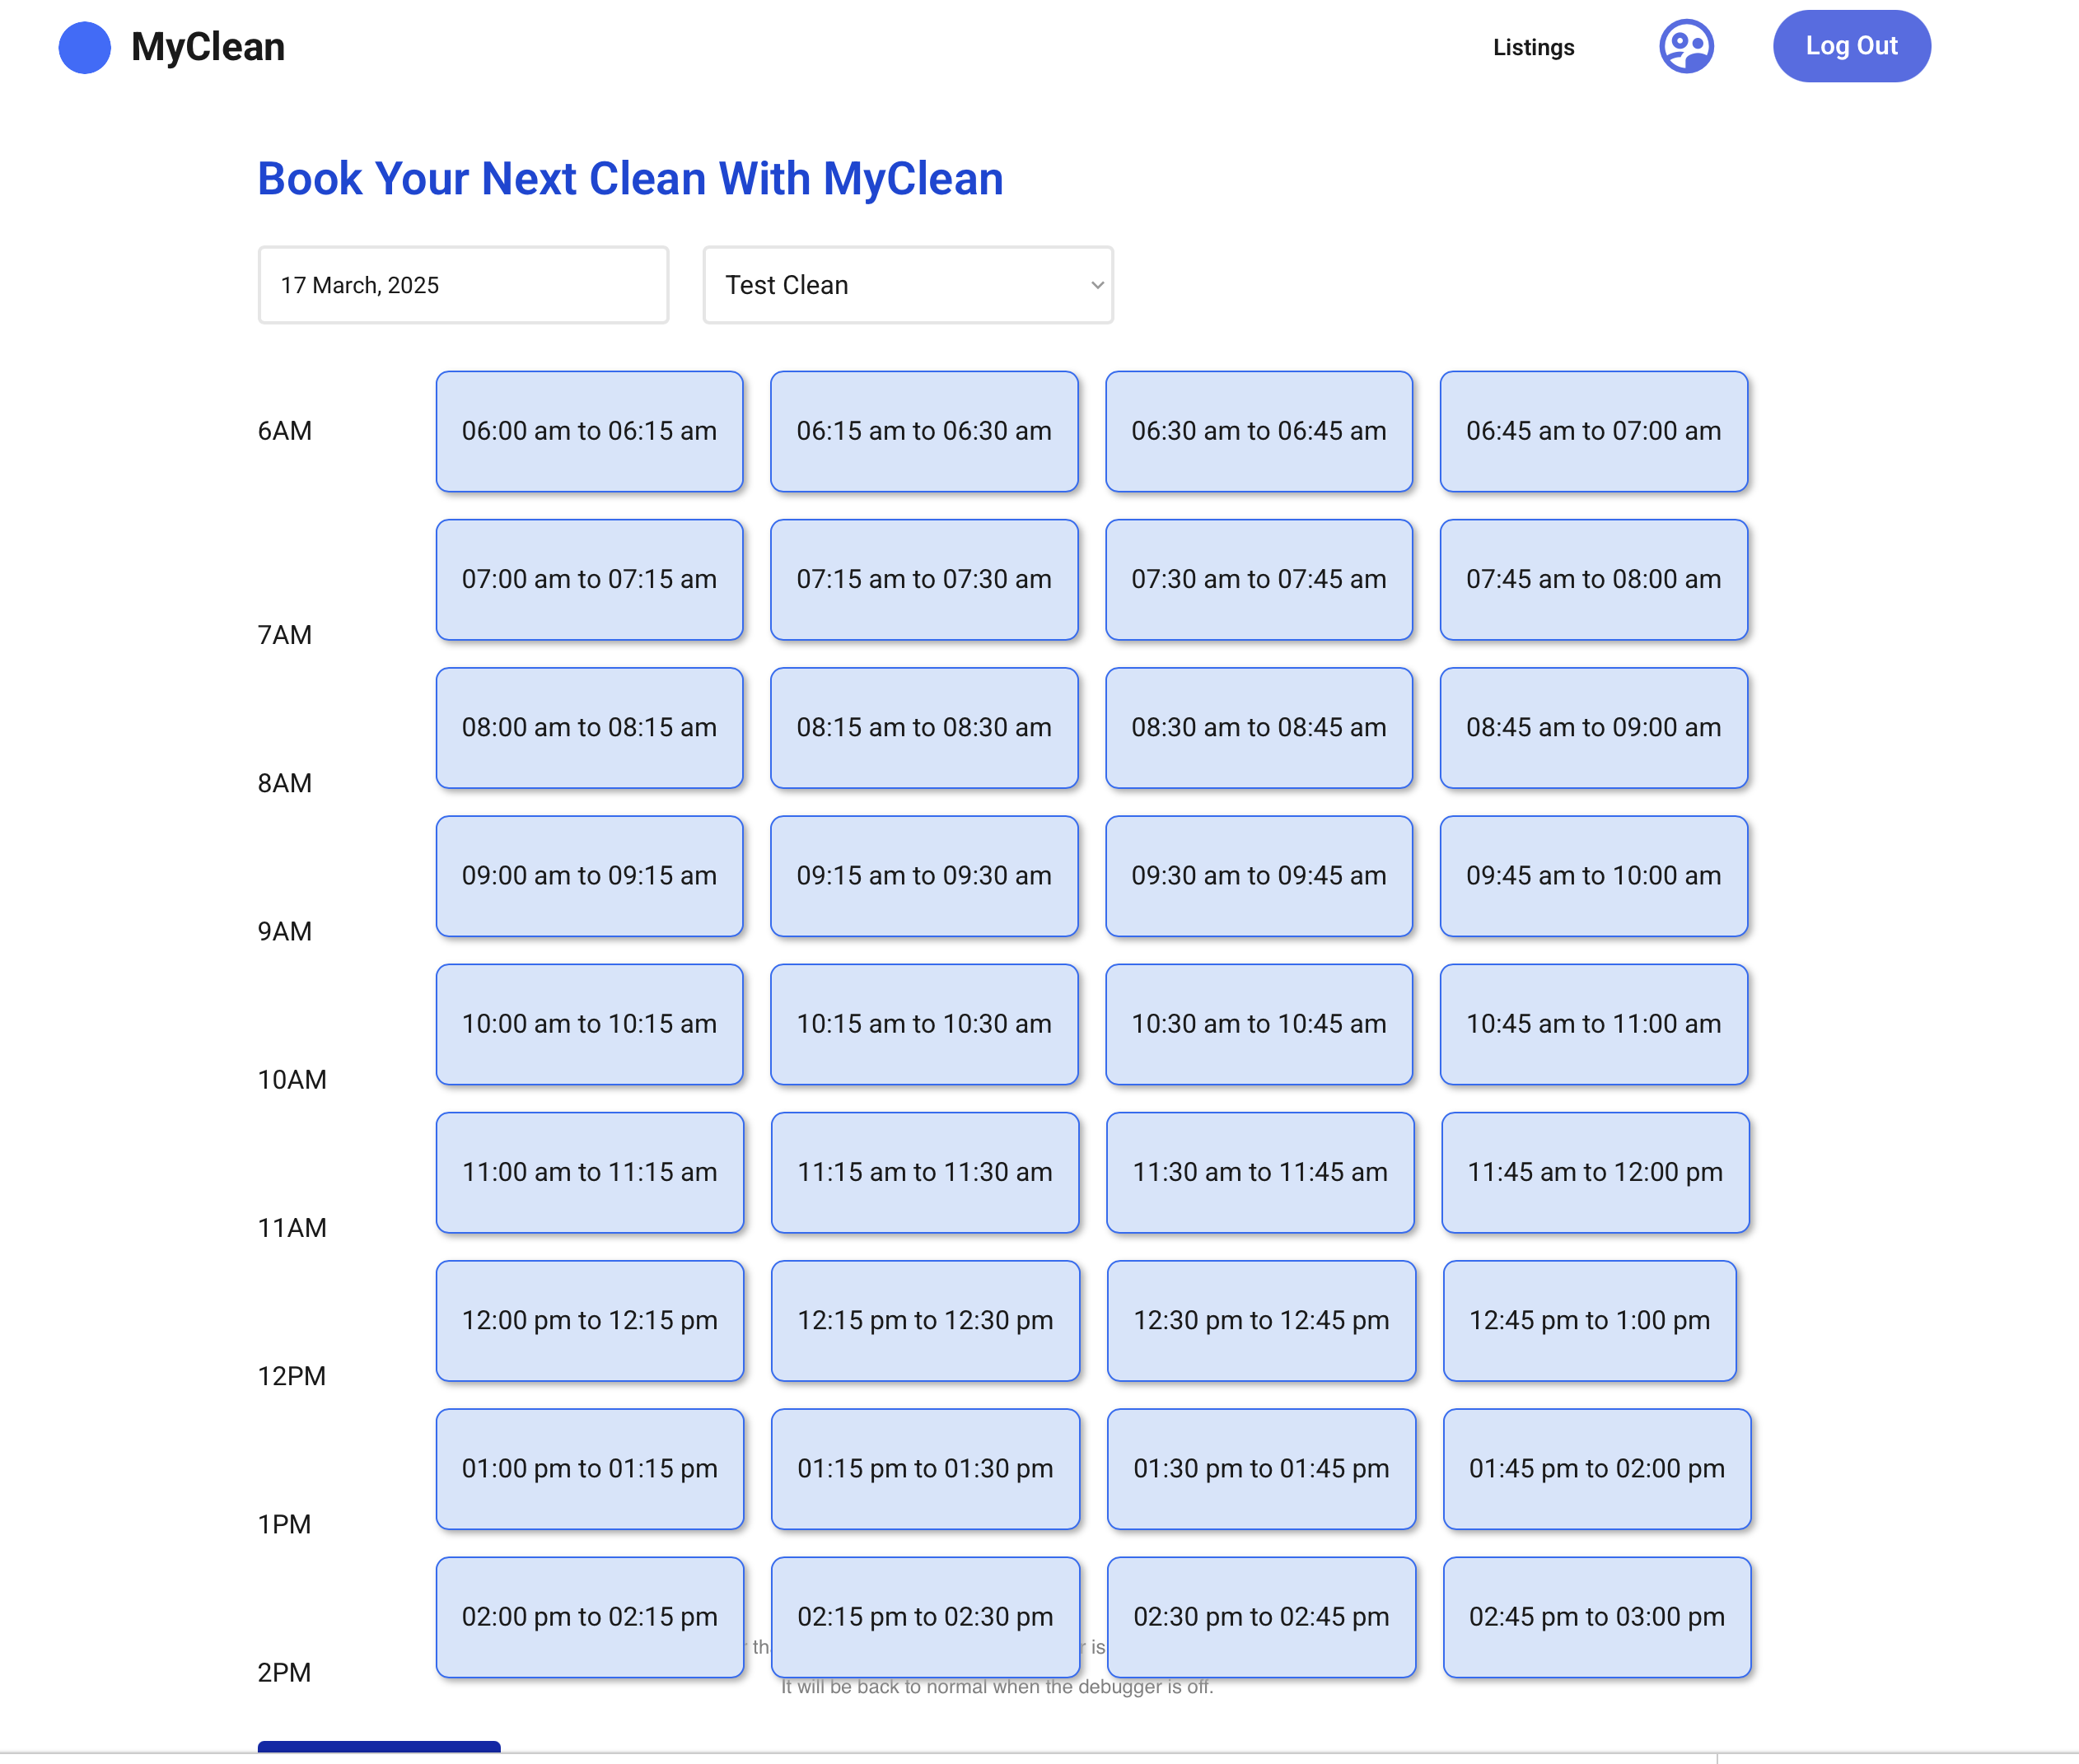 MyClean
Listings
Log Out
Book Your Next Clean With MyClean
17 March, 2025
Test Clean
6AM
06:00 am to 06:15 am
06:15 am to 06:30 am
06:30 am to 06:45 am
06:45 am to 07:00 am
07:00 am to 07:15 am
07:15 am to 07:30 am
07:30 am to 07:45 am
07:45 am to 08:00 am
7AM
08:00 am to 08:15 am
08:15 am to 08:30 am
08:30 am to 08:45 am
08:45 am to 09:00 am
8AM
09:00 am to 09:15 am
09:15 am to 09:30 am
09:30 am to 09:45 am
09:45 am to 10:00 am
9AM
10:00 am to 10:15 am
10:15 am to 10:30 am
10:30 am to 10:45 am
10:45 am to 11:00 am
10AM
11:00 am to 11:15 am
11:15 am to 11:30 am
11:30 am to 11:45 am
11:45 am to 12:00 pm
11AM
12:00 pm to 12:15 pm
12:15 pm to 12:30 pm
12:30 pm to 12:45 pm
12:45 pm to 1:00 pm
12PM
01:00 pm to 01:15 pm
01:15 pm to 01:30 pm
01:30 pm to 01:45 pm
01:45 pm to 02:00 pm
1PM
02:00 pm to 02:15 pm
02:15 pm to 02:30 pm
02:30 pm to 02:45 pm
02:45 pm to 03:00 pm
is
2PM
It will be back to normal when the debugger is off.